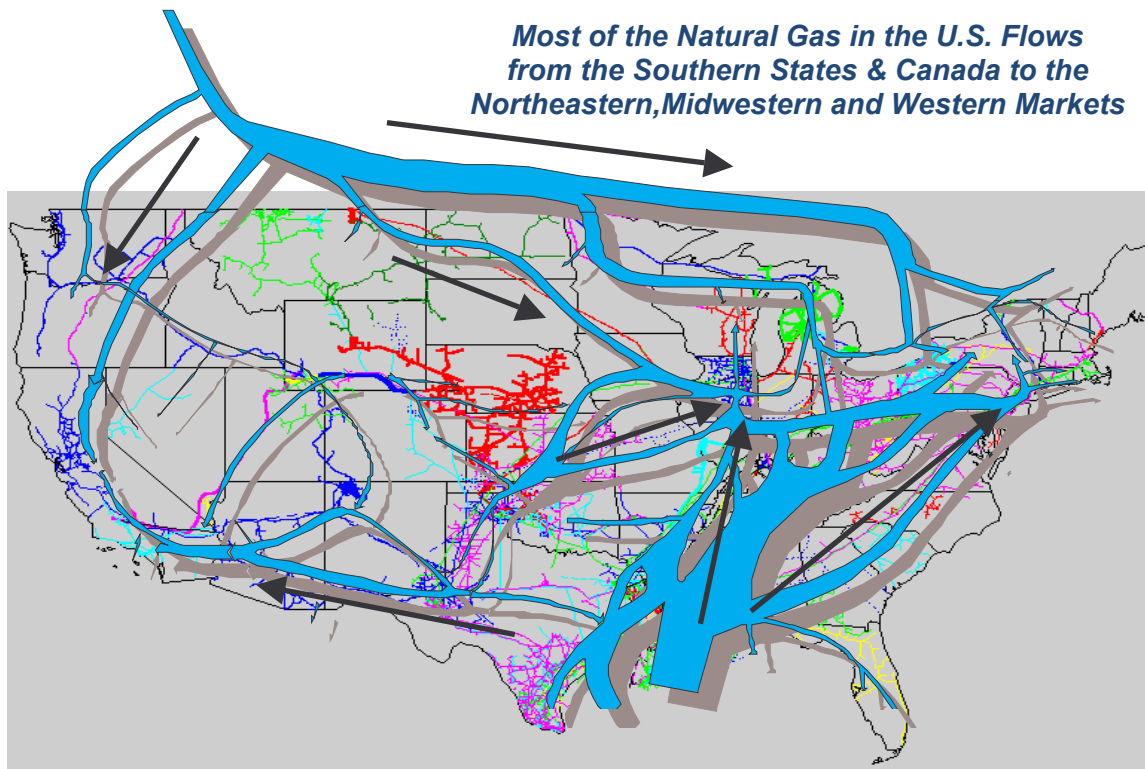 Most of the Natural Gas in the U.S. Flows
from the Southern States & Canada to the
Northeastern,Midwestern and Western Markets